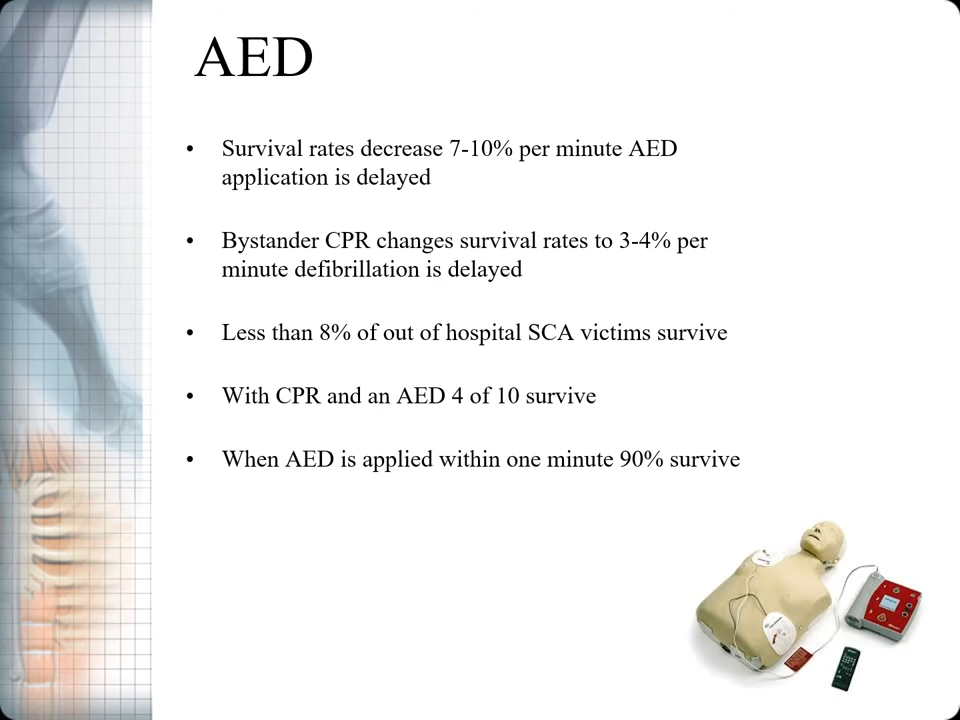 AED
• Survival rates decrease 7-10% per minute AED
application is delayed
• Bystander CPR changes survival rates to 3-4% per
minute defibrillation is delayed
• Less than 8% of out of hospital SCA victims survive
• With CPR and an AED 4 of 10 survive
• When AED is applied within one minute 90% survive